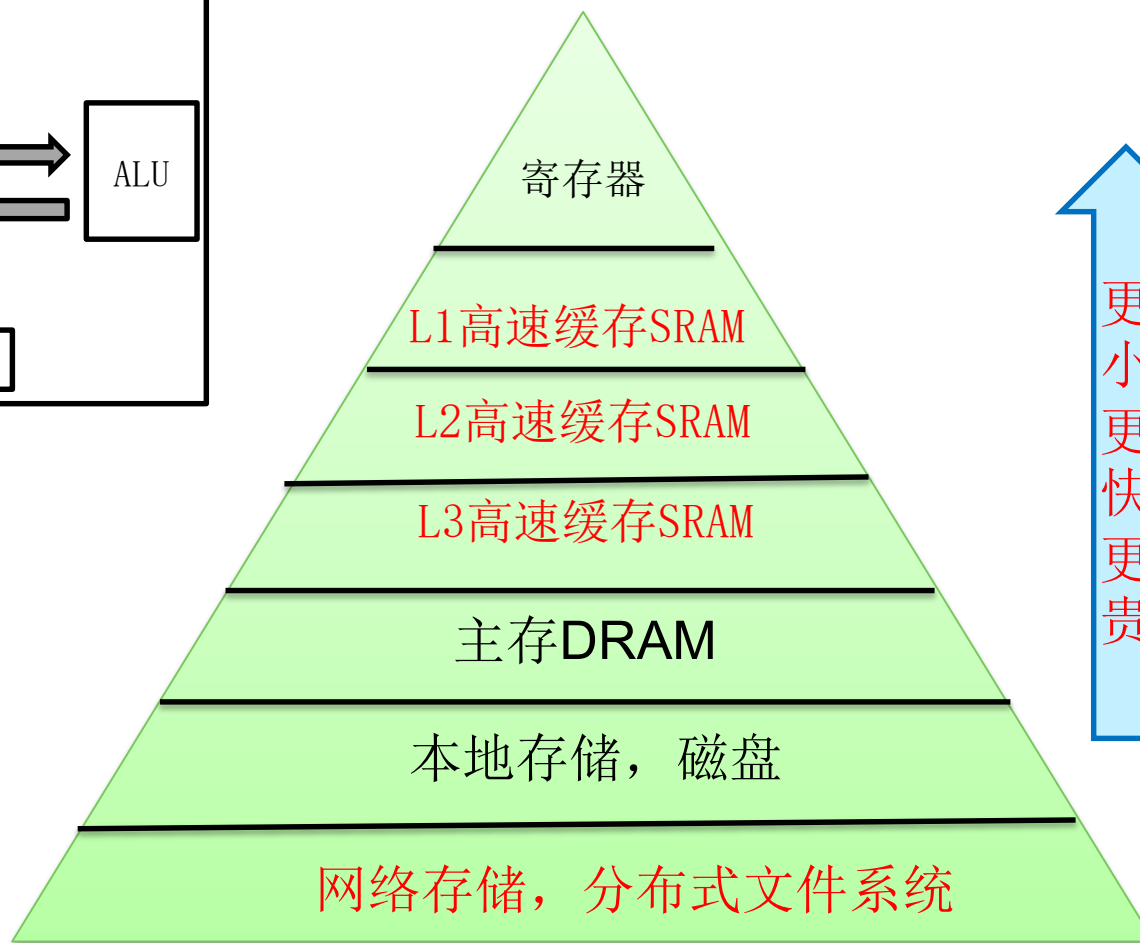 ALU
寄存器
L1高速缓存SRAM
L2高速缓存SRAM
L3高速缓存SRAM
主存DRAM
本地存储，磁盘
网络存储，分布式文件系统
更
小
更
快
更
贵